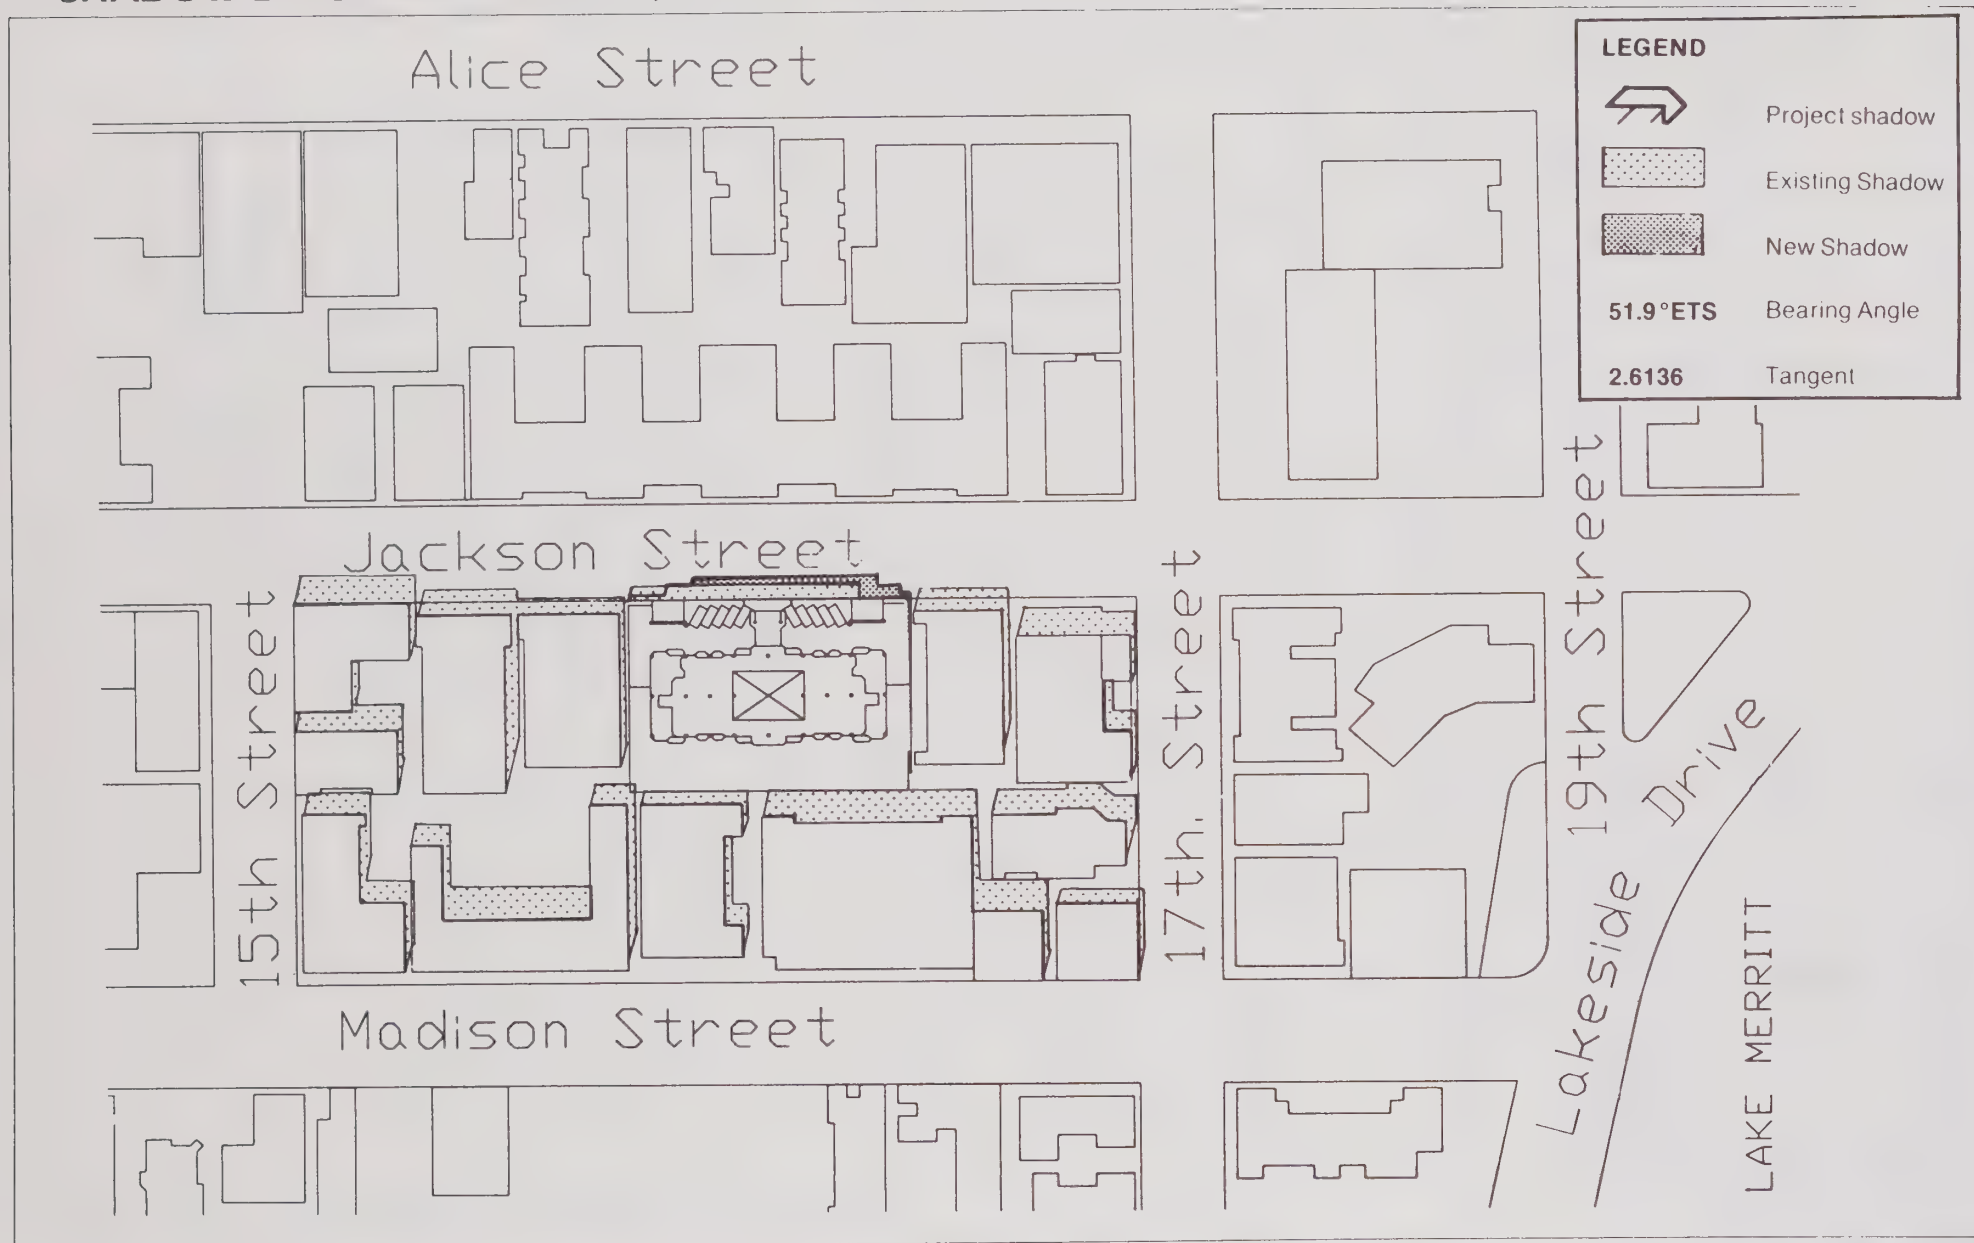 Alice Street
LEGEND
Project shadow
Existing Shadow
New Shadow
51.9°ETS Bearing Angle
2.6136 Tangent
Jackson Street
15th Street
17th. Street
19th Street
Lakeside Drive
LAKE MERRITT
Madison Street